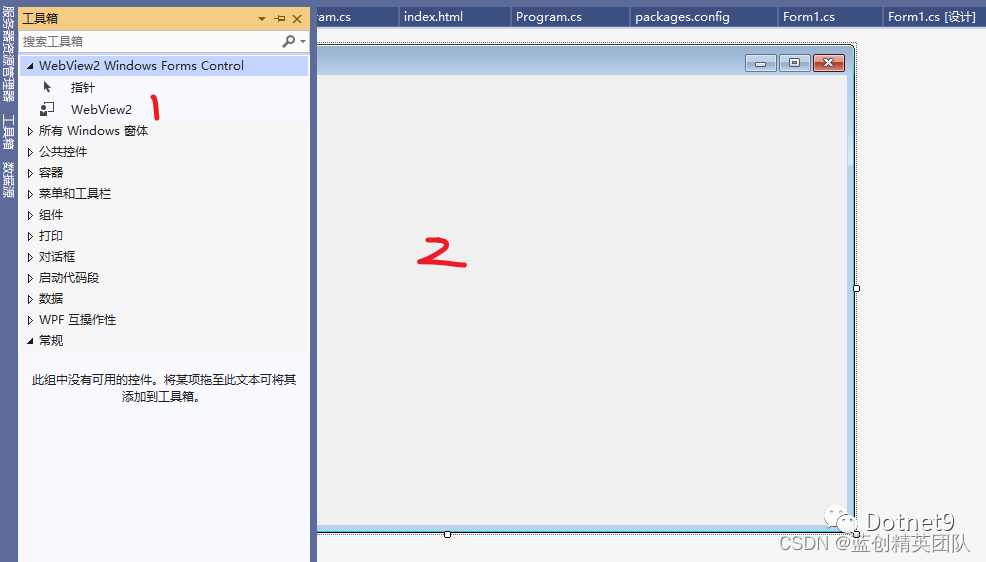 服务器资源管理器
工具箱
数据源
工具箱
搜索工具箱
WebView2 Windows Forms Control
指针
WebView2
1
所有 Windows 窗体
公共控件
容器
菜单和工具栏
组件
打印
对话框
启动代码段
数据
WPF 互操作性
常规
此组中没有可用的控件。将某项拖至此文本可将其
添加到工具箱。
ram.cs
index.html
Program.cs
packages.config
Form1.cs
Form1.cs [设计]
2
Dotnet9
CSDN @蓝创精英团队